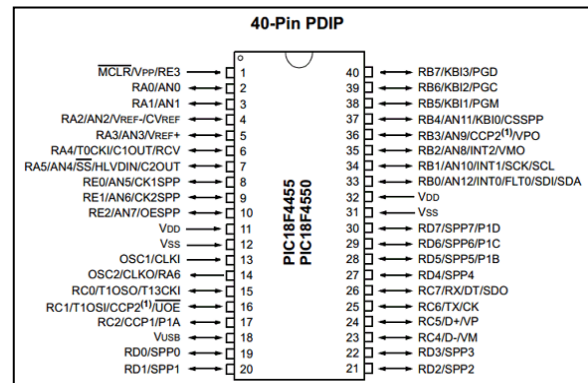 40-Pin PDIP
MCLR/VPP/RE3 1
RA0/AN0 2
RA1/AN1 3
RA2/AN2/VREF-/CVREF 4
RA3/AN3/VREF+ 5
RA4/T0CKI/C1OUT/RCV 6
RA5/AN4/SS/HLVDIN/C2OUT 7
RE0/AN5/CK1SPP 8
RE1/AN6/CK2SPP 9
RE2/AN7/OESPP 10
VDD 11
VSS 12
OSC1/CLKI 13
OSC2/CLKO/RA6 14
RC0/T1OSO/T13CKI 15
RC1/T1OSI/CCP2(1)/UOE 16
RC2/CCP1/P1A 17
VUSB 18
RD0/SPP0 19
RD1/SPP1 20
PIC18F4455
PIC18F4550
40 RB7/KBI3/PGD
39 RB6/KBI2/PGC
38 RB5/KBI1/PGM
37 RB4/AN11/KBI0/CSSPP
36 RB3/AN9/CCP2(1)/VPO
35 RB2/AN8/INT2/VMO
34 RB1/AN10/INT1/SCK/SCL
33 RB0/AN12/INT0/FLT0/SDI/SDA
32 VDD
31 VSS
30 RD7/SPP7/P1D
29 RD6/SPP6/P1C
28 RD5/SPP5/P1B
27 RD4/SPP4
26 RC7/RX/DT/SDO
25 RC6/TX/CK
24 RC5/D+/VP
23 RC4/D-/VM
22 RD3/SPP3
21 RD2/SPP2